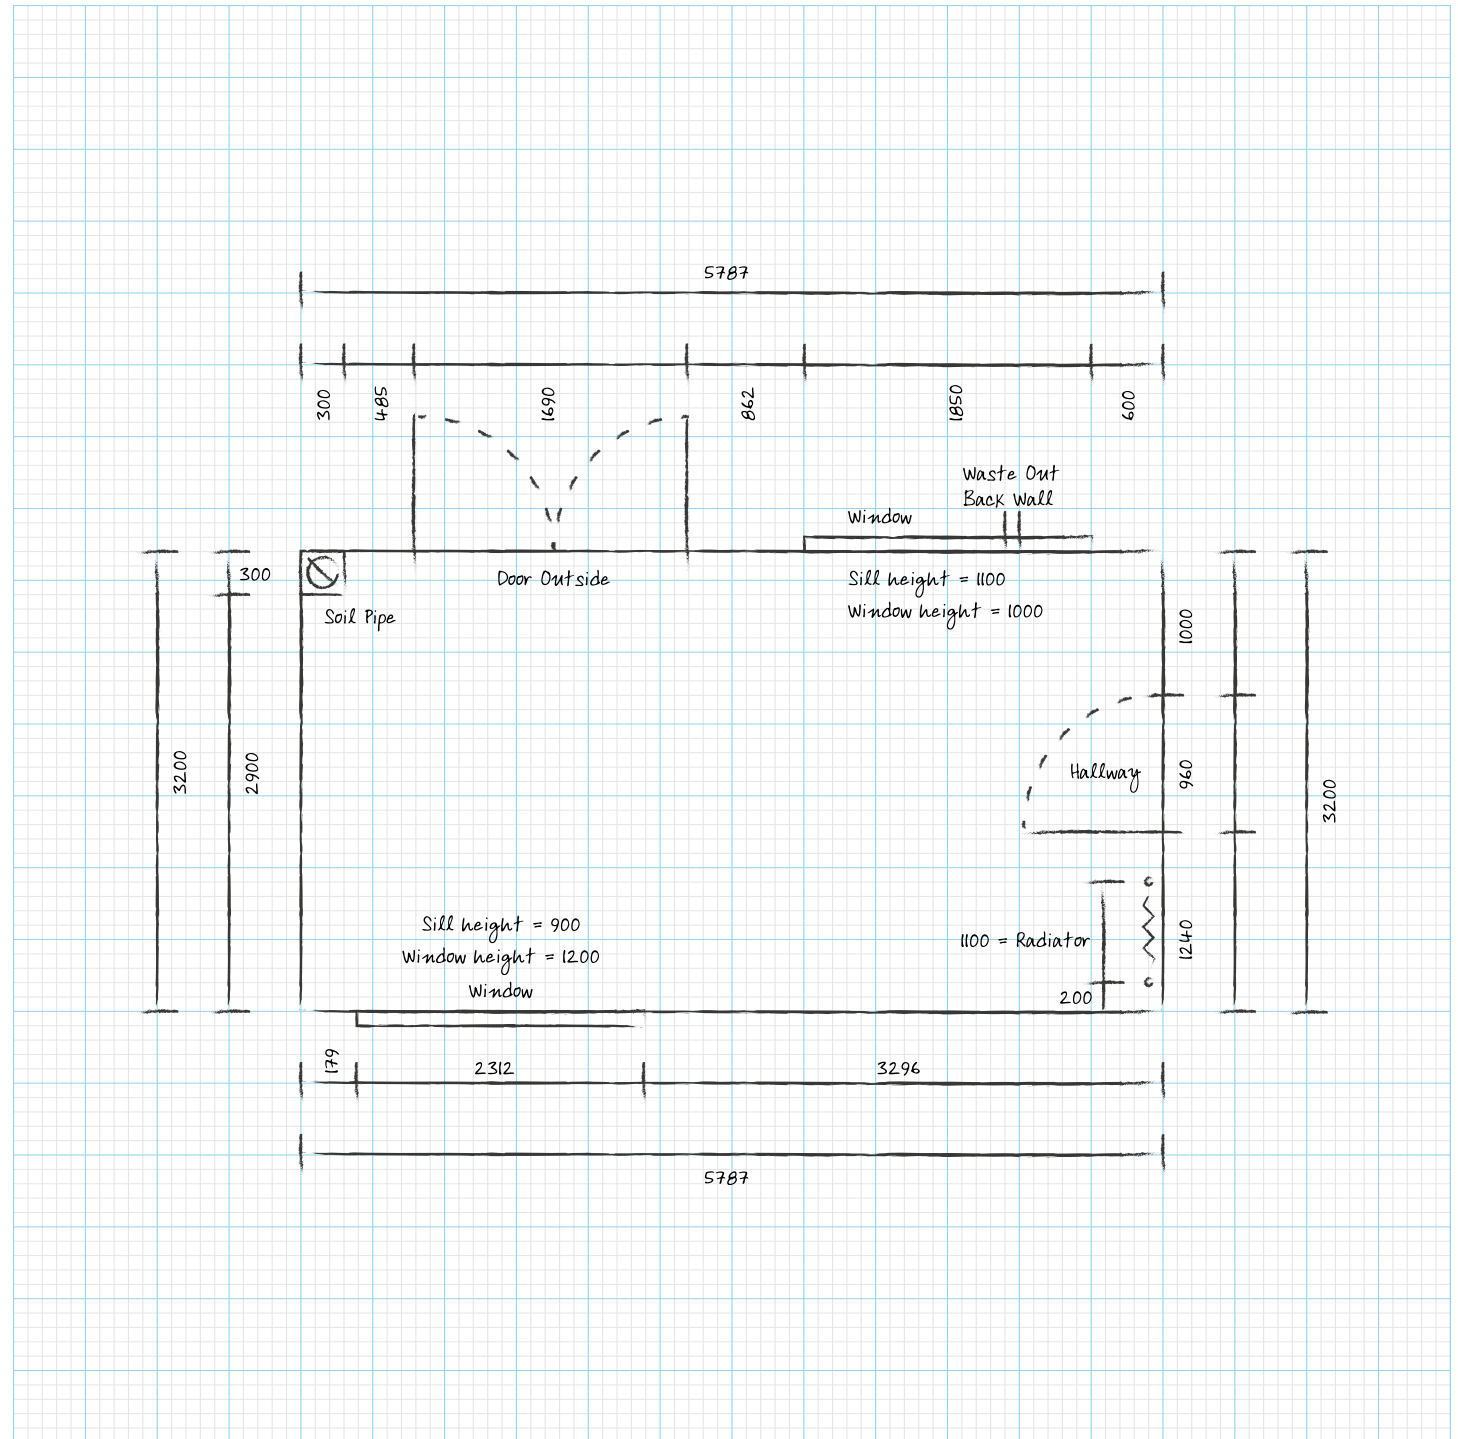 5787
300
485
1690
862
1850
600
Waste Out
Back Wall
Window
300
Door Outside
Sill height = 1100
Window height = 1000
Soil Pipe
1000
3200
2900
Hallway
960
3200
Sill height = 900
Window height = 1200
Window
1100 = Radiator
1240
200
179
2312
3296
5787